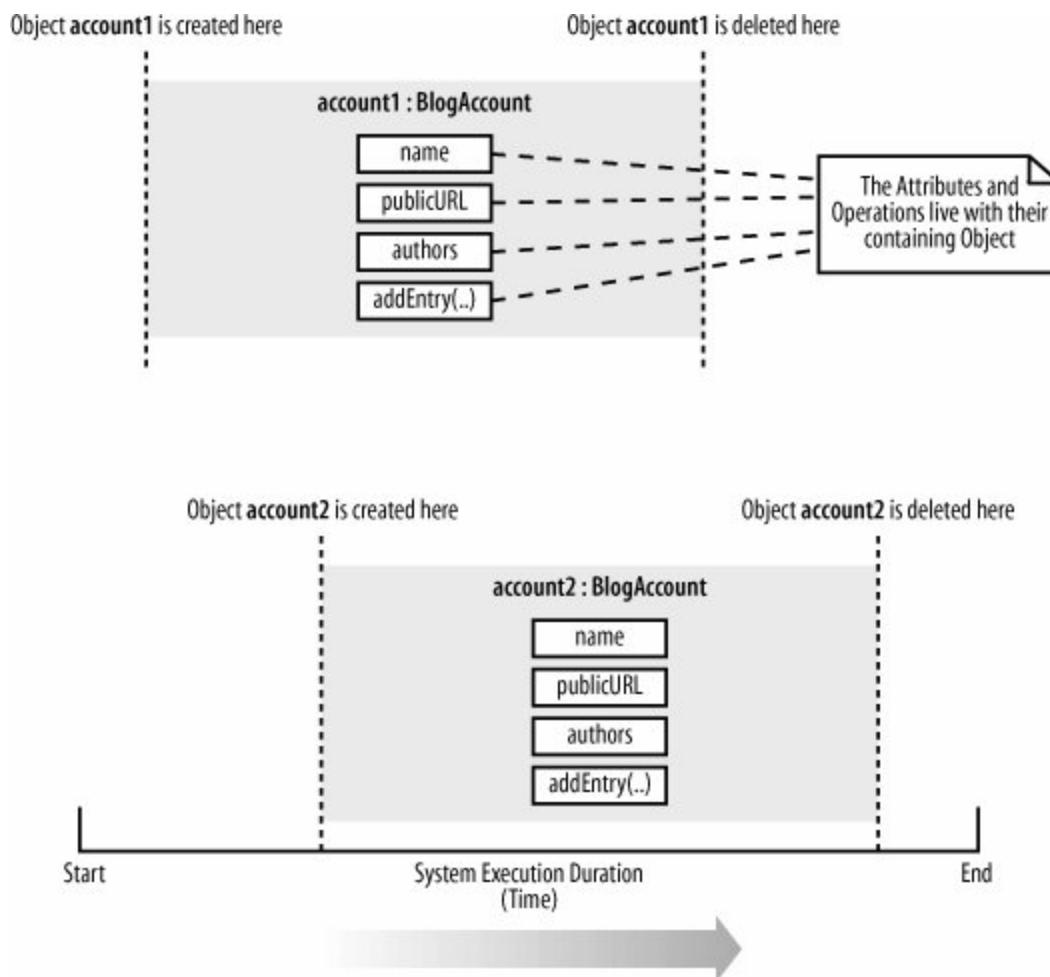 Object account1 is created here
Object account1 is deleted here
account1 : BlogAccount
name
publicURL
authors
addEntry(..)
The Attributes and
Operations live with their
containing Object
Object account2 is created here
Object account2 is deleted here
account2 : BlogAccount
name
publicURL
authors
addEntry(..)
Start
System Execution Duration
(Time)
End